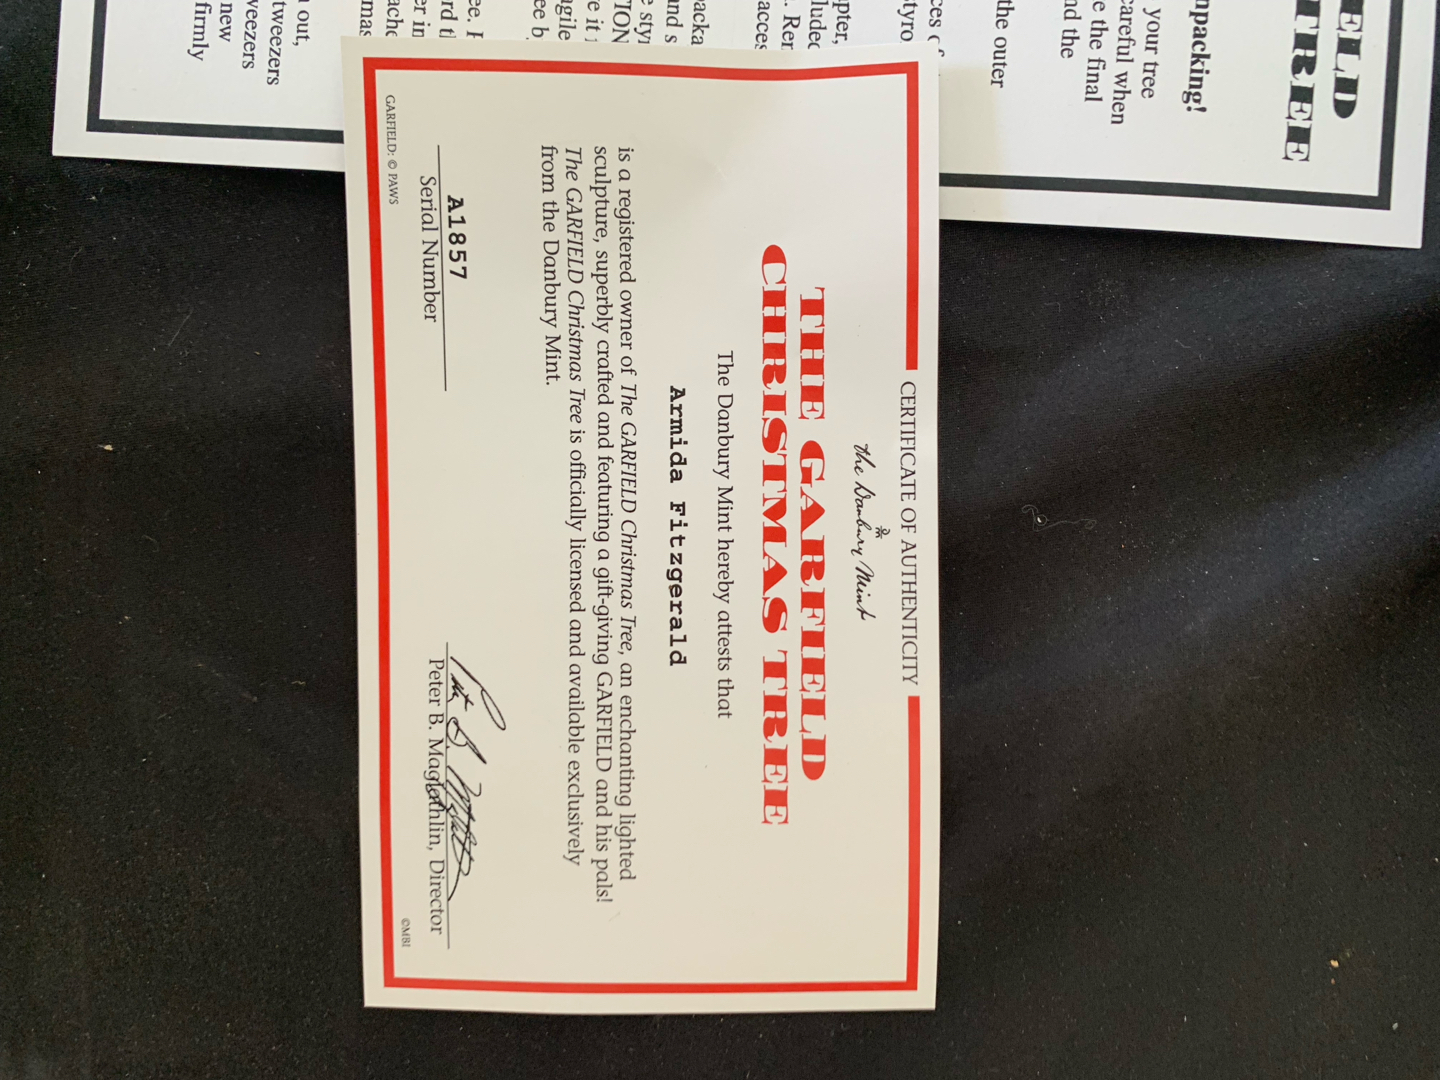 CERTIFICATE OF AUTHENTICITY
the Danbury Mint
THE GARFIELD
CHRISTMAS TREE
The Danbury Mint hereby attests that
Armida Fitzgerald
is a registered owner of The GARFIELD Christmas Tree, an enchanting lighted
sculpture, superbly crafted and featuring a gift-giving GARFIELD and his pals!
The GARFIELD Christmas Tree is officially licensed and available exclusively
from the Danbury Mint.
A1857
Serial Number
Peter B. Maglathlin, Director
GARFIELD: © PAWS
©MBI
ELD
TREE
npacking!
your tree
careful when
e the final
nd the
the outer
out,
tweezers
weezers
new
firmly